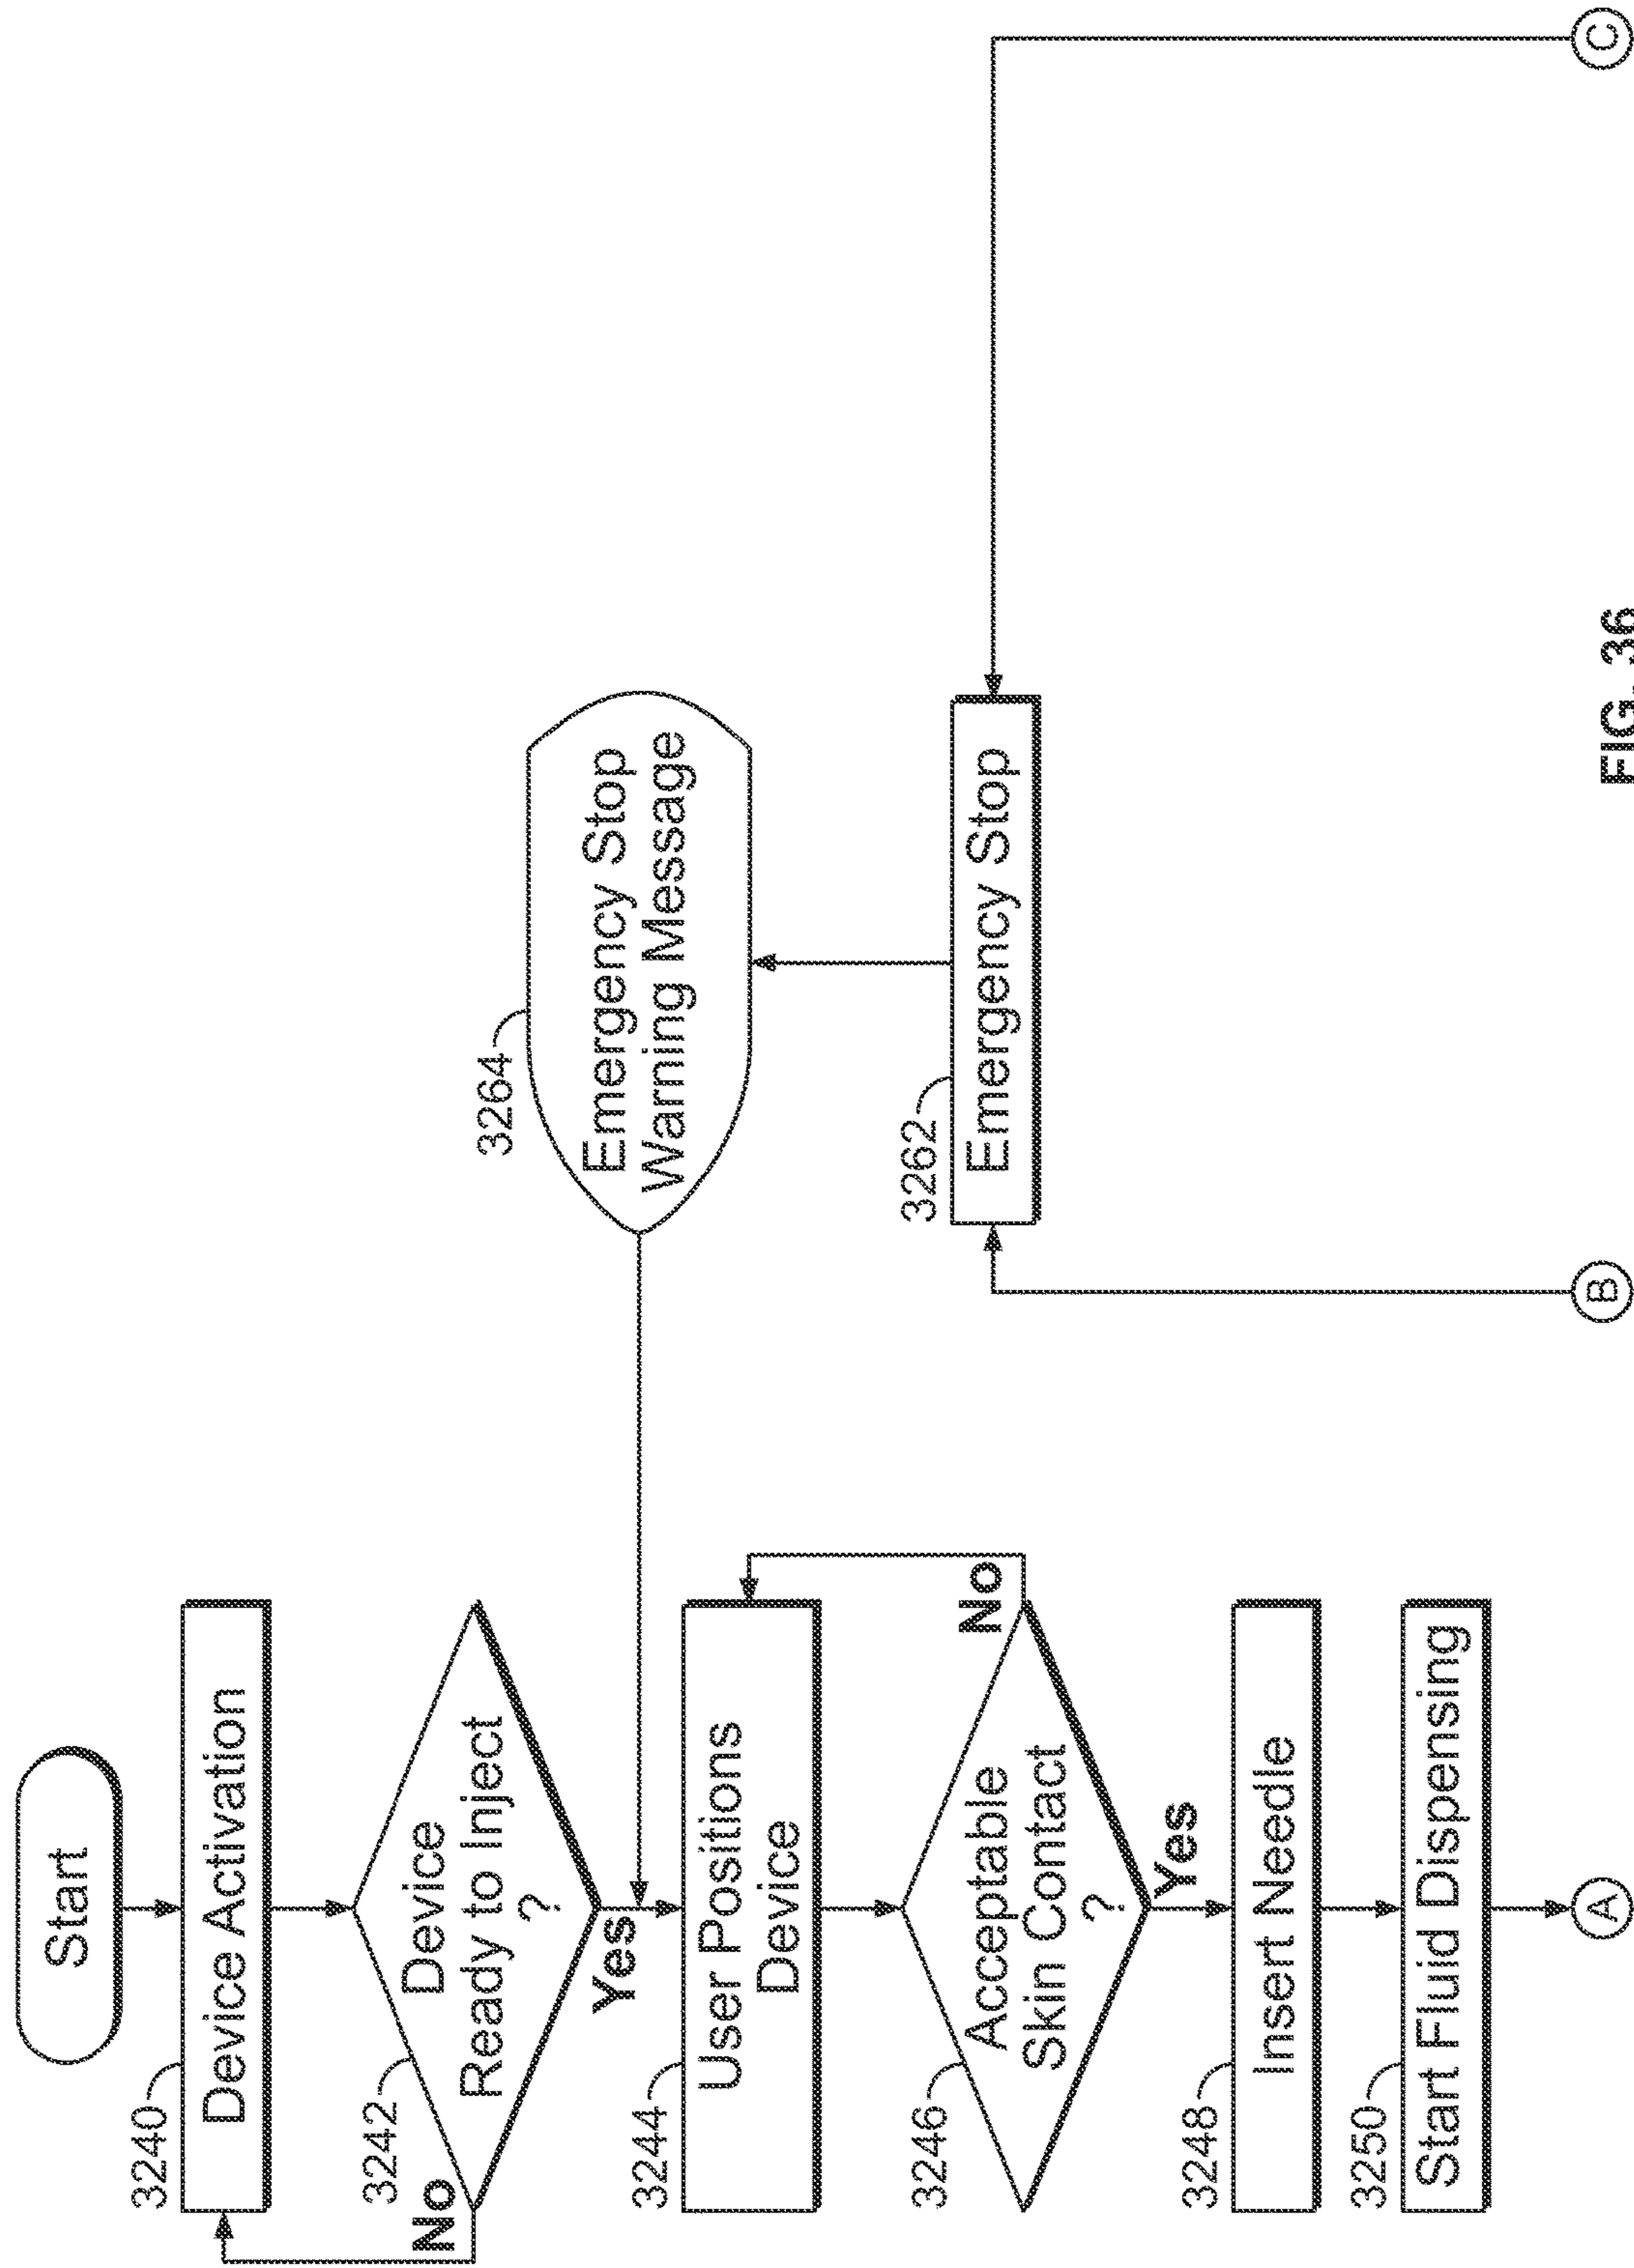 Start
3240
Device Activation
3242
Device
Ready to Inject
?
No
Yes
3244
User Positions
Device
3246
Acceptable
Skin Contact
?
No
Yes
3248
Insert Needle
3250
Start Fluid Dispensing
A
3264
Emergency Stop
Warning Message
3262
Emergency Stop
B
C
FIG. 36